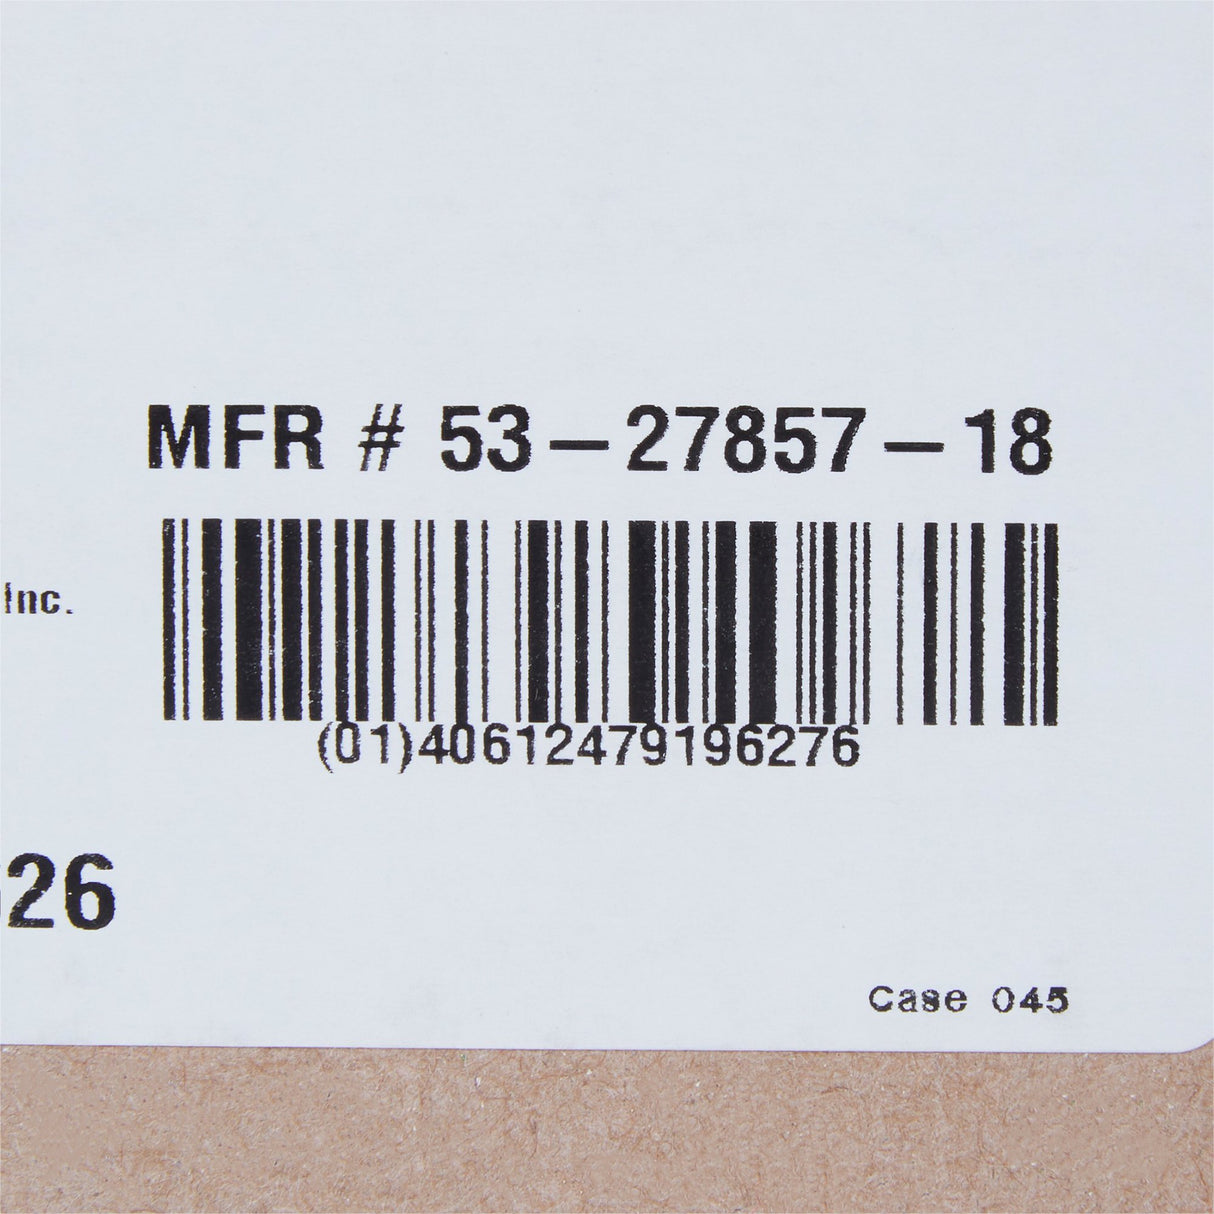 MFR # 53-27857-18
Inc.
(01)40612479196276
26
Case 045